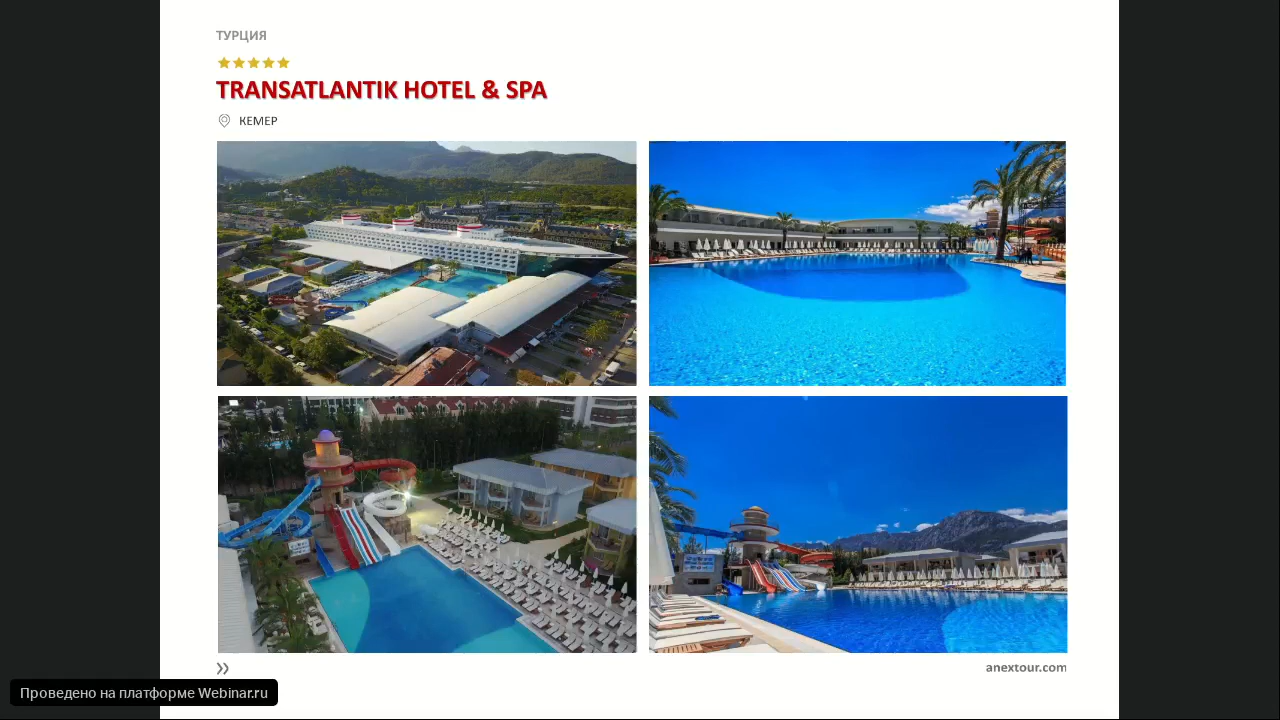 ТУРЦИЯ
TRANSATLANTIK HOTEL & SPA
КЕМЕР
anextour.com
Проведено на платформе Webinar.ru